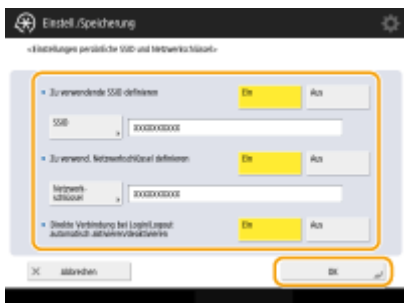 Einstell./Speicherung
<Einstellungen persönliche SSID und Netzwerkschlüssel>
Zu verwendende SSID definieren
Ein
Aus
SSID
XXXXXXXXXX
Zu verwend. Netzwerkschlüssel definieren
Ein
Aus
Netzwerk-
schlüssel
XXXXXXXXXX
Direkte Verbindung bei Login/Logout
automatisch aktivieren/deaktivieren
Ein
Aus
Abbrechen
OK